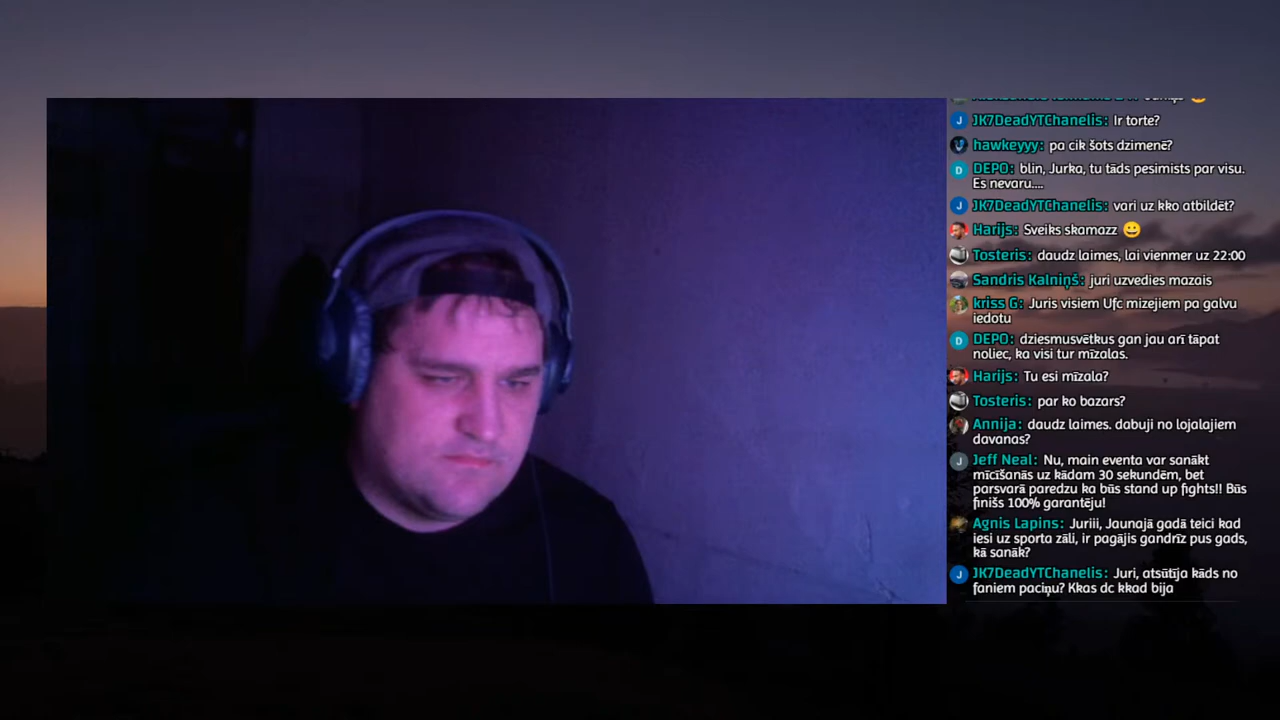 JK7DeadYTChanelis: Ir torte?
hawkeyyy: pa cik šots dzimenē?
DEPO: blin, Jurka, tu tāds pesimists par visu.
Es nevaru....
JK7DeadYTChanelis: vari uz kko atbildēt?
Harijs: Sveiks skamazz 😀
Tosteris: daudz laimes, lai vienmer uz 22:00
Sandris Kalniņš: juri uzvedies mazais
kriss G: Juris visiem Ufc mizejiem pa galvu
iedotu
DEPO: dziesmusvētkus gan jau arī tāpat
noliec, ka visi tur mīzalas.
Harijs: Tu esi mīzala?
Tosteris: par ko bazars?
Annija: daudz laimes. dabuji no lojalajiem
davanas?
Jeff Neal: Nu, main eventa var sanākt
mīcīšanās uz kādam 30 sekundēm, bet
parsvarā paredzu ka būs stand up fights!! Būs
finišs 100% garantēju!
Agnis Lapins: Juriii, Jaunajā gadā teici kad
iesi uz sporta zāli, ir pagājis gandrīz pus gads,
kā sanāk?
JK7DeadYTChanelis: Juri, atsūtīja kāds no
faniem paciņu? Kkas dc kkad bija